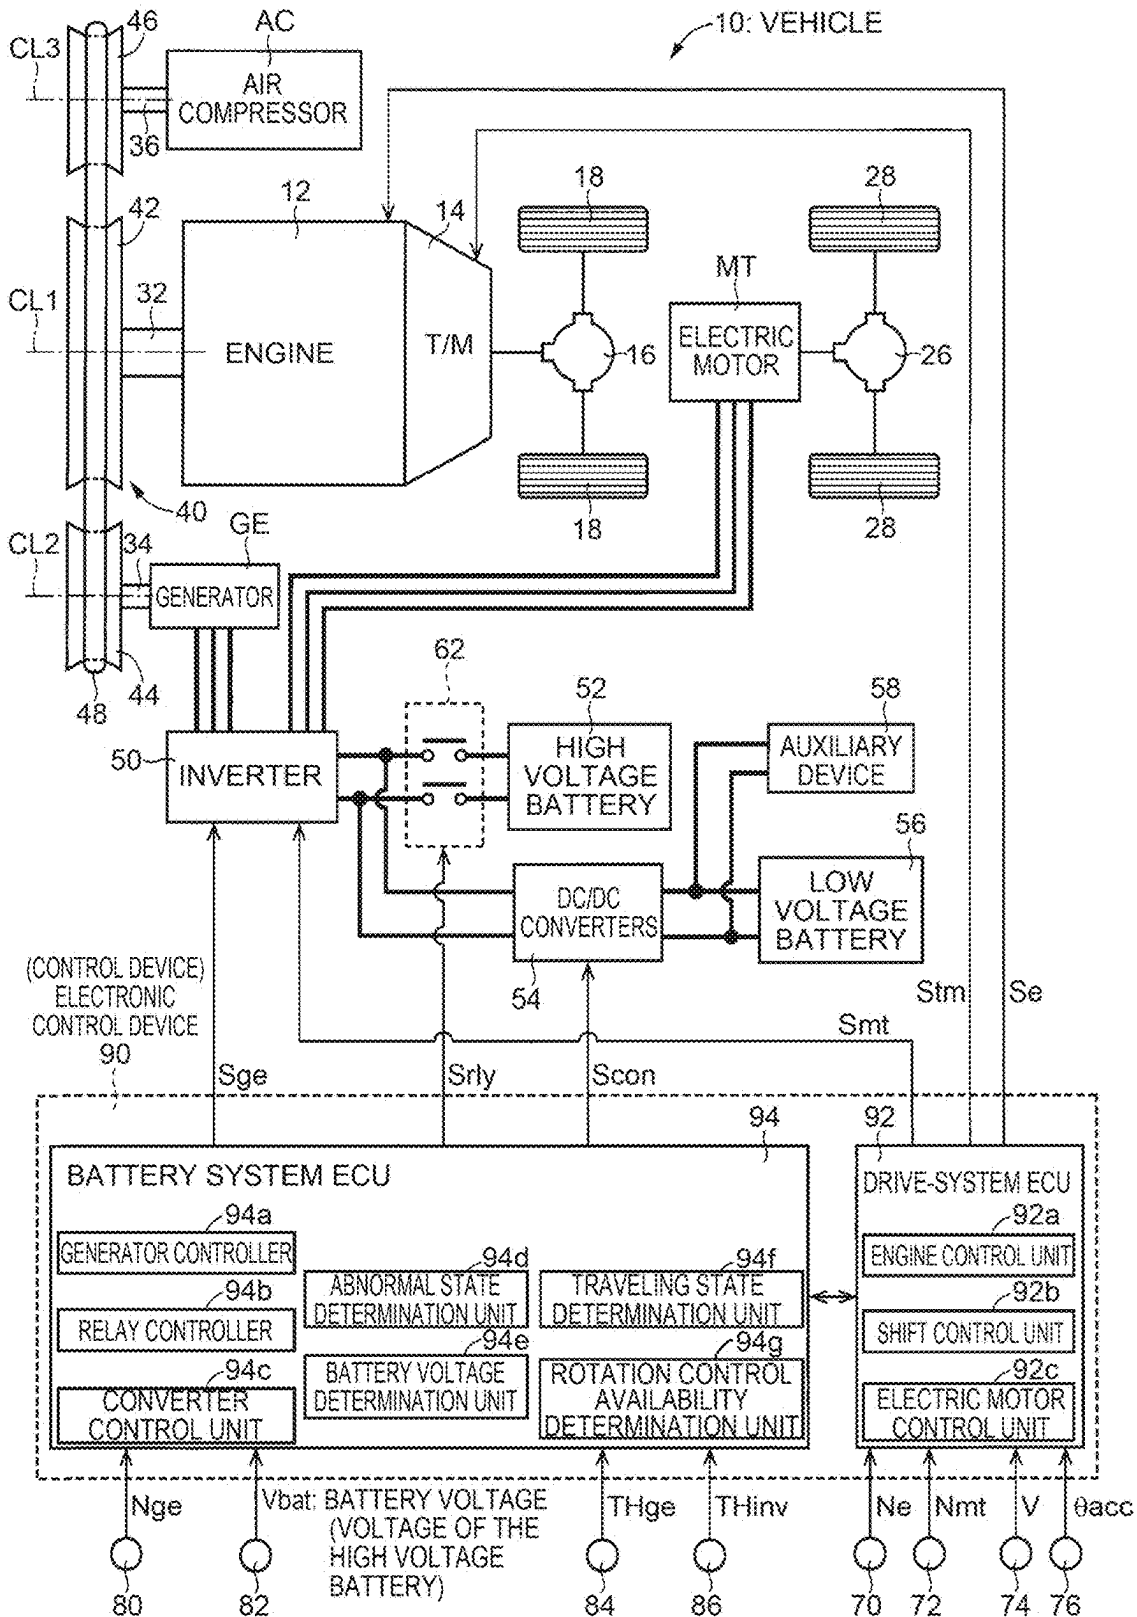 46
AC
10: VEHICLE
CL3
AIR
COMPRESSOR
36
42
12
14
18
28
CL1
32
MT
ENGINE
T/M
16
ELECTRIC
MOTOR
26
40
18
28
CL2
34
GE
GENERATOR
48
44
62
52
58
50
INVERTER
HIGH
VOLTAGE
BATTERY
AUXILIARY
DEVICE
56
DC/DC
CONVERTERS
LOW
VOLTAGE
BATTERY
54
(CONTROL DEVICE)
ELECTRONIC
CONTROL DEVICE
90
Stm
Se
Smt
Sge
Srly
Scon
94
92
BATTERY SYSTEM ECU
DRIVE-SYSTEM ECU
94a
GENERATOR CONTROLLER
94b
RELAY CONTROLLER
94c
CONVERTER
CONTROL UNIT
94d
ABNORMAL STATE
DETERMINATION UNIT
94e
BATTERY VOLTAGE
DETERMINATION UNIT
94f
TRAVELING STATE
DETERMINATION UNIT
94g
ROTATION CONTROL
AVAILABILITY
DETERMINATION UNIT
92a
ENGINE CONTROL UNIT
92b
SHIFT CONTROL UNIT
92c
ELECTRIC MOTOR
CONTROL UNIT
Nge
Vbat: BATTERY VOLTAGE
(VOLTAGE OF THE
HIGH VOLTAGE
BATTERY)
THge
THinv
Ne
Nmt
V
θacc
80
82
84
86
70
72
74
76